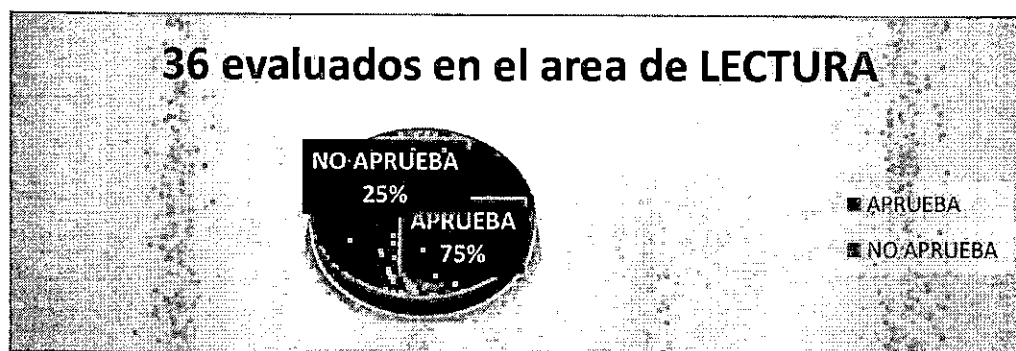 36 evaluados en el area de LECTURA
NO APRUEBA
25%
APRUEBA
75%
APRUEBA
NO APRUEBA